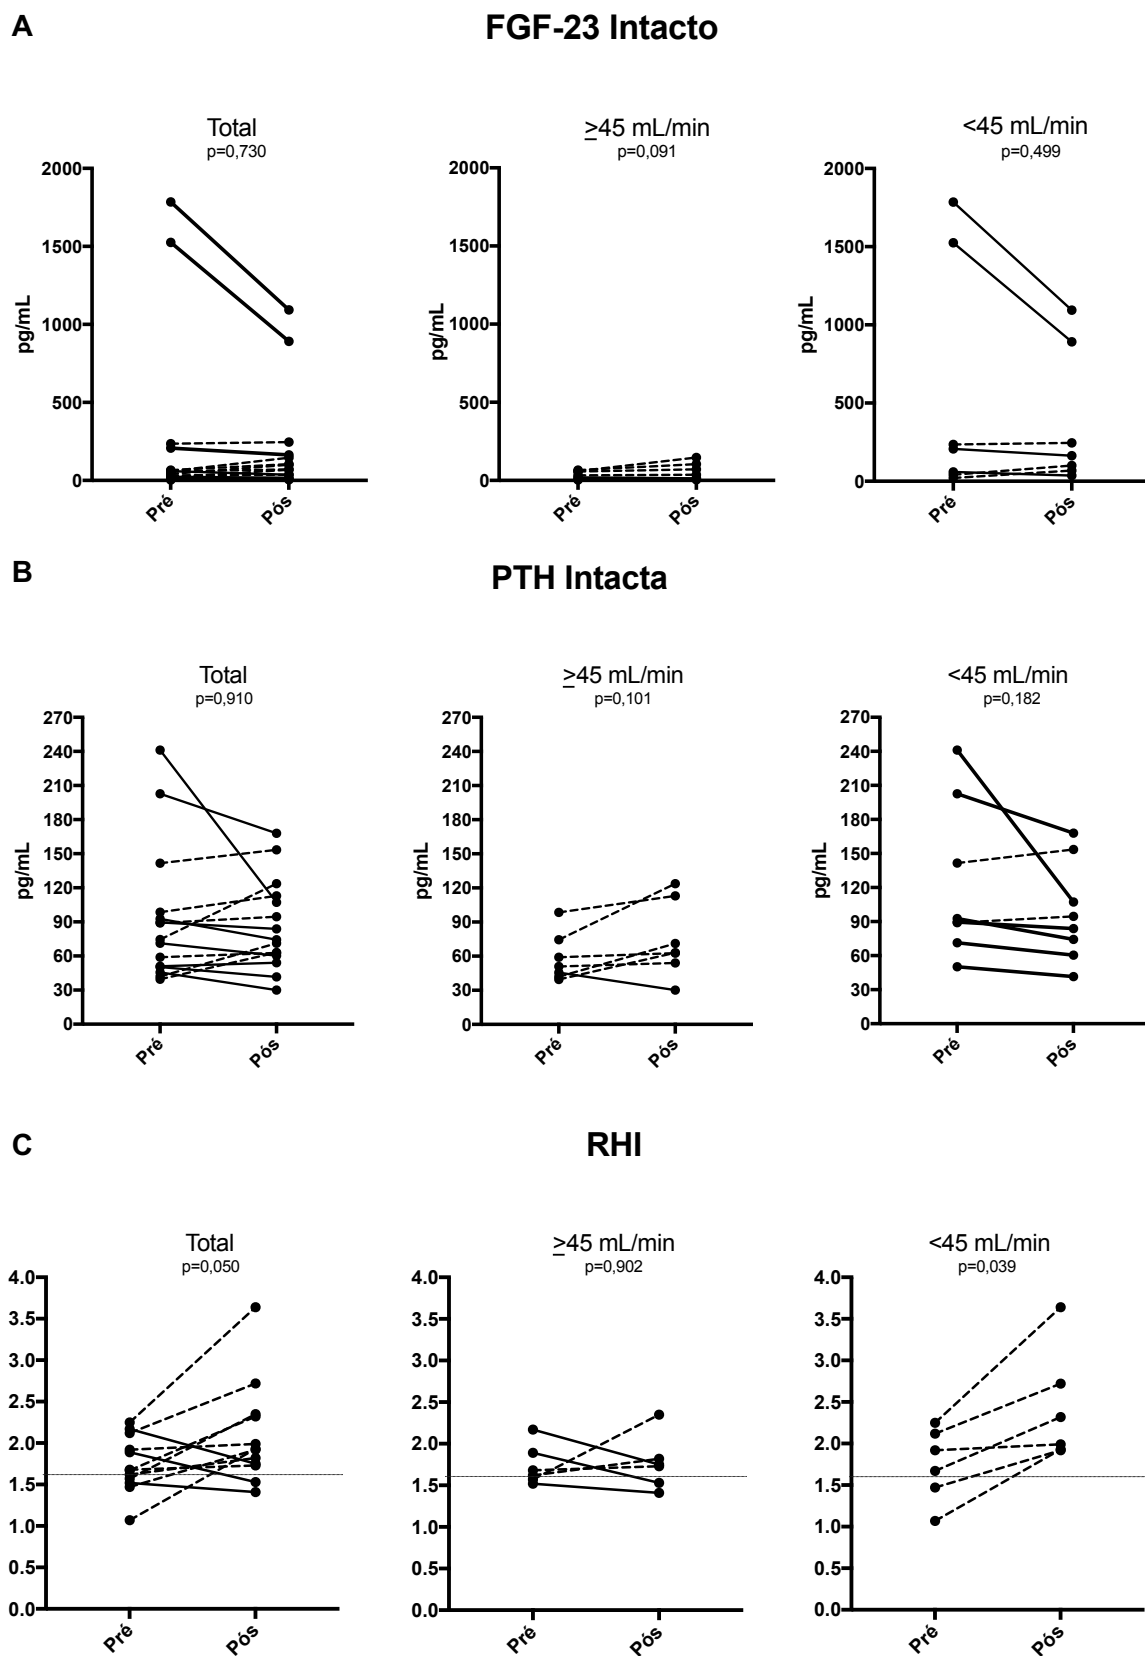 A
FGF-23 Intacto
Total
p=0,730
≥45 mL/min
p=0,091
<45 mL/min
p=0,499
2000
1500
1000
500
0
pg/mL
Pré
Pós
2000
1500
1000
500
0
pg/mL
Pré
Pós
2000
1500
1000
500
0
pg/mL
Pré
Pós
B
PTH Intacta
Total
p=0,910
≥45 mL/min
p=0,101
<45 mL/min
p=0,182
270
240
210
180
150
120
90
60
30
0
pg/mL
Pré
Pós
270
240
210
180
150
120
90
60
30
0
pg/mL
Pré
Pós
270
240
210
180
150
120
90
60
30
0
pg/mL
Pré
Pós
C
RHI
Total
p=0,050
≥45 mL/min
p=0,902
<45 mL/min
p=0,039
4.0
3.5
3.0
2.5
2.0
1.5
1.0
0.5
0.0
Pré
Pós
4.0
3.5
3.0
2.5
2.0
1.5
1.0
0.5
0.0
Pré
Pós
4.0
3.5
3.0
2.5
2.0
1.5
1.0
0.5
0.0
Pré
Pós